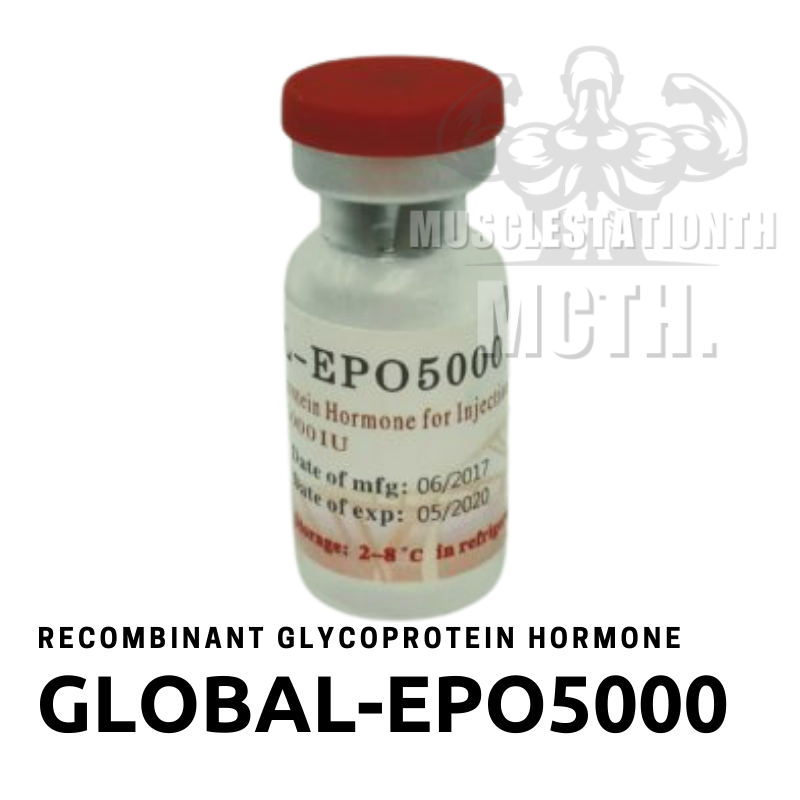 MUSCLESTATIONTH
MCTH.
-EPO5000
Hormone for Injection
Date of mfg: 06/2017
Date of exp: 05/2020
Storage: 2-8°C in
RECOMBINANT GLYCOPROTEIN HORMONE
GLOBAL-EPO5000